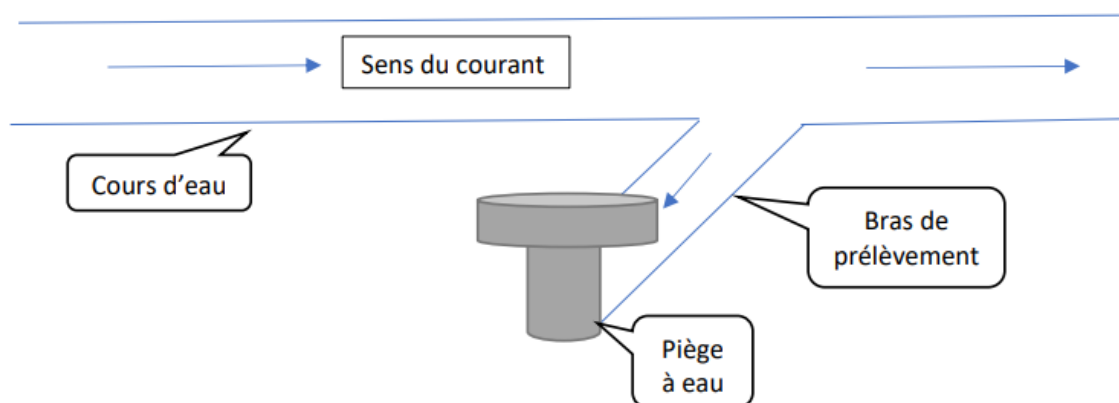 Sens du courant
Cours d'eau
Bras de
prélèvement
Piège
à eau